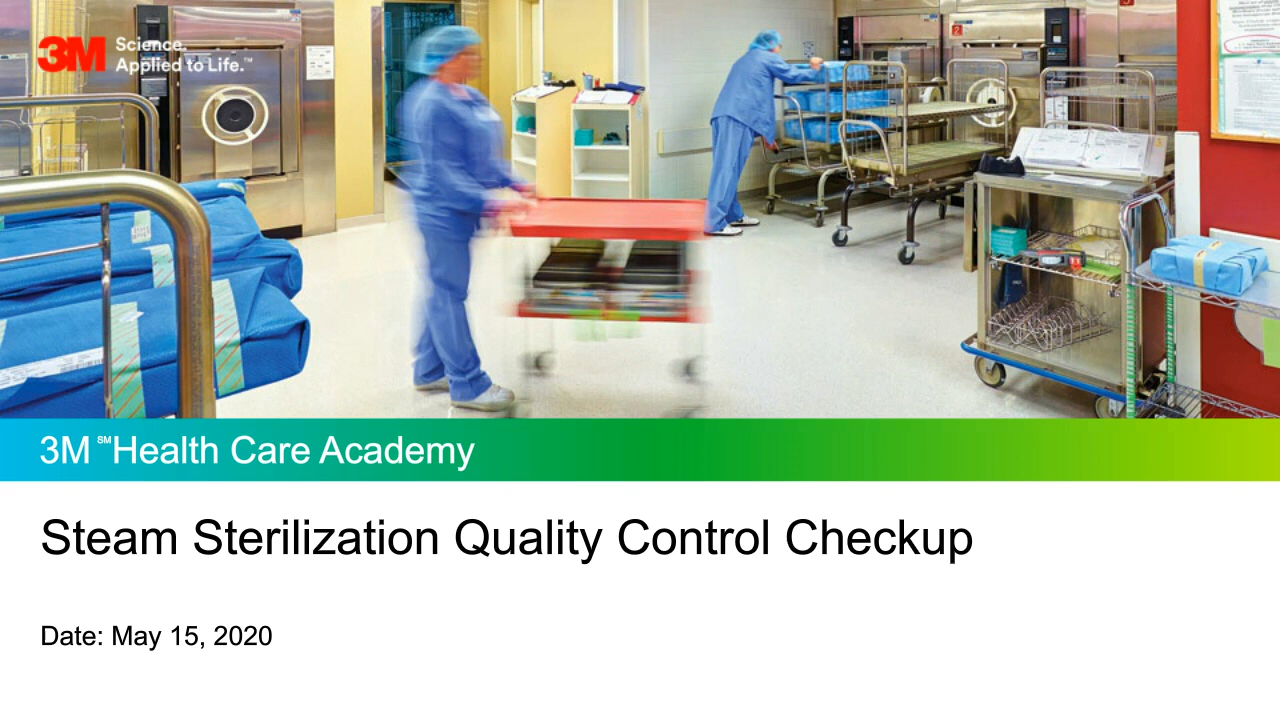 3M Science.
Applied to Life.™
2
3M ℠Health Care Academy
Steam Sterilization Quality Control Checkup
Date: May 15, 2020